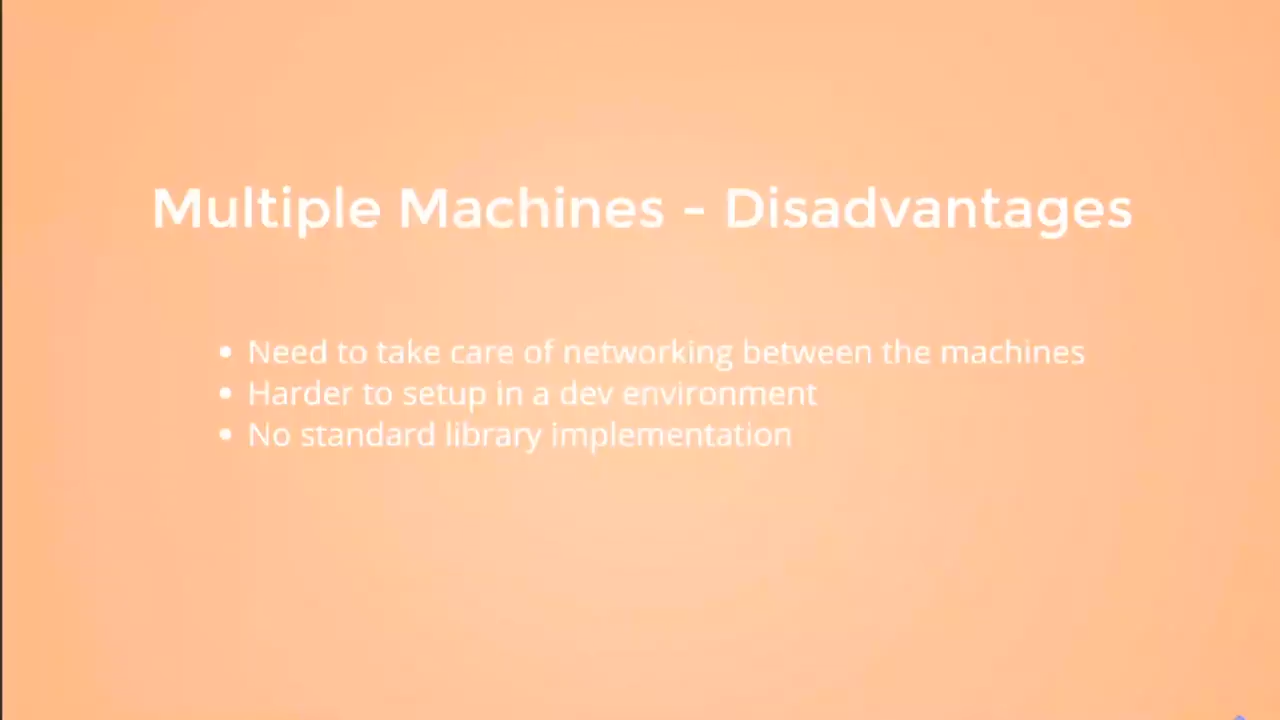 Multiple Machines - Disadvantages
• Need to take care of networking between the machines
• Harder to setup in a dev environment
• No standard library implementation